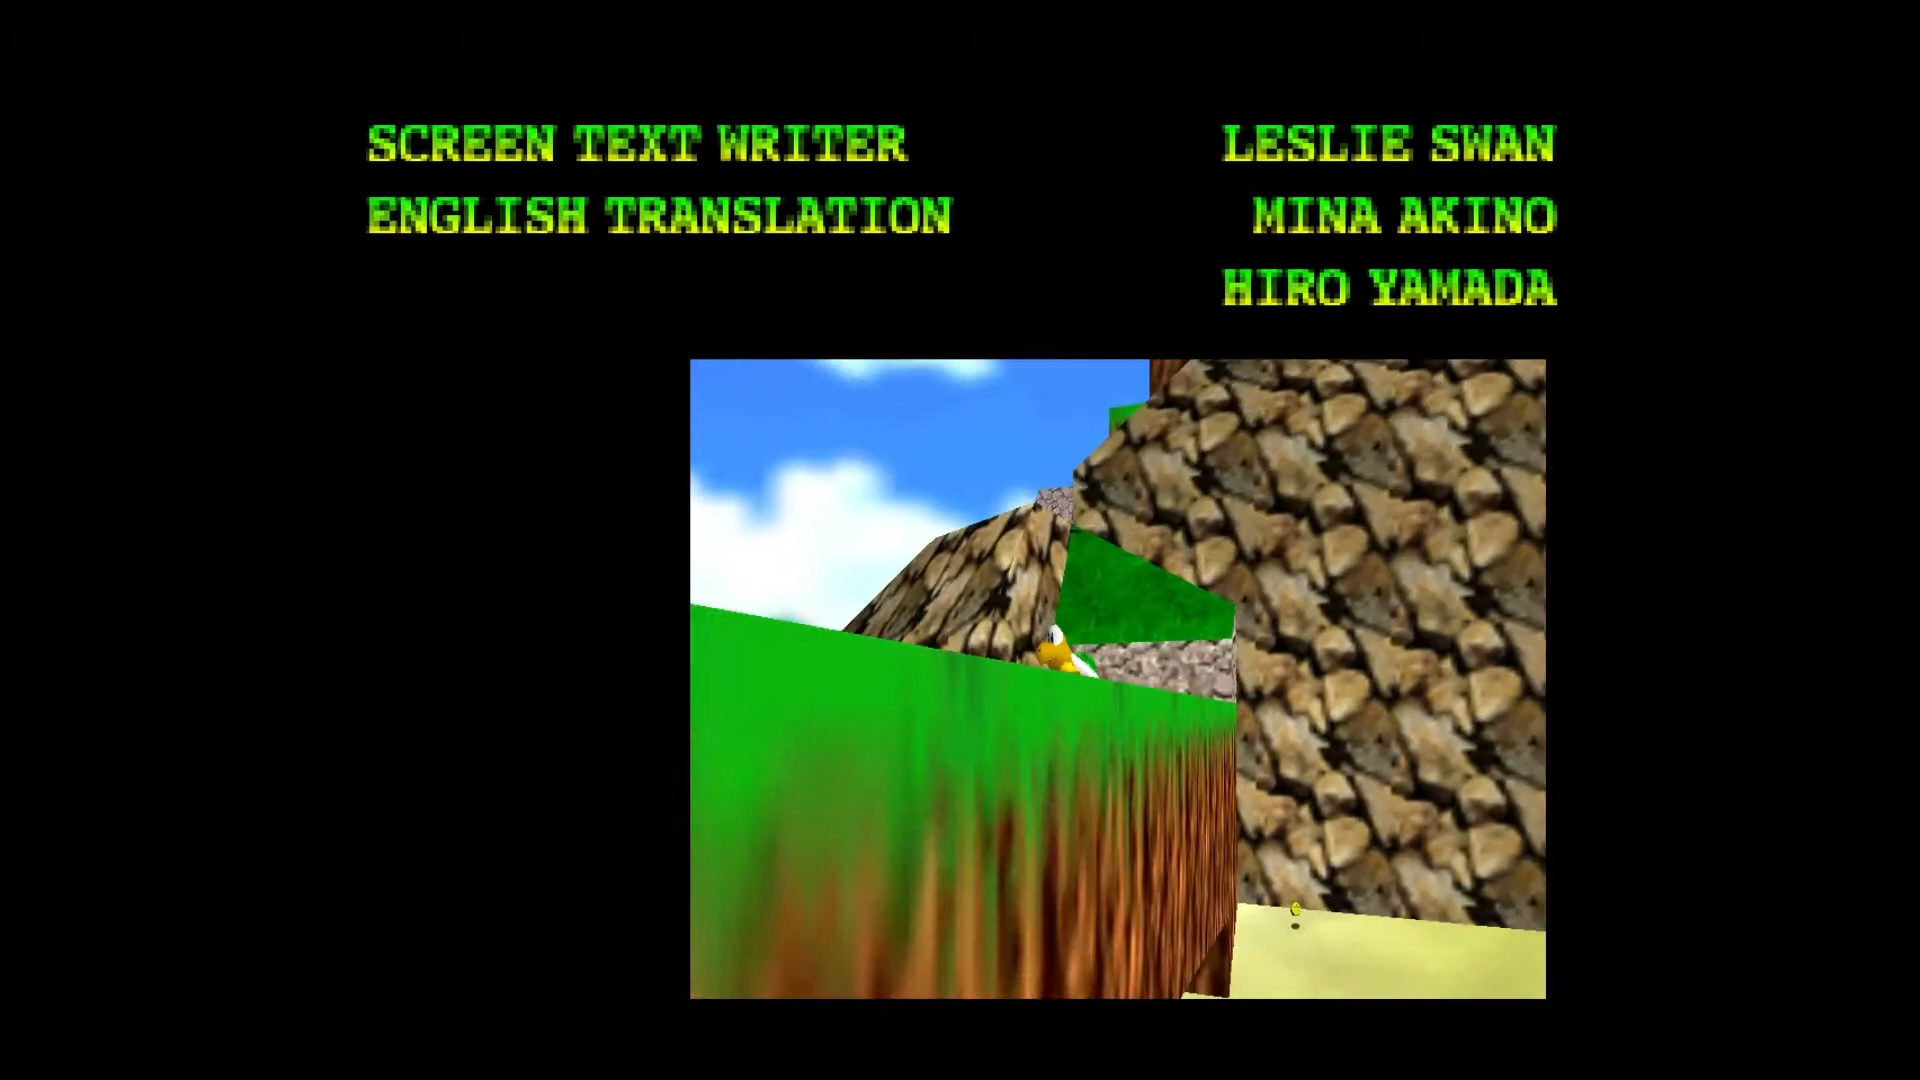 SCREEN TEXT WRITER LESLIE SWAN
ENGLISH TRANSLATION MINA AKINO
HIRO YAMADA